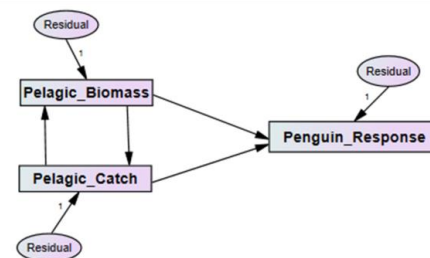 Residual
1
Pelagic_Biomass
Residual
1
Penguin_Response
Pelagic_Catch
1
Residual